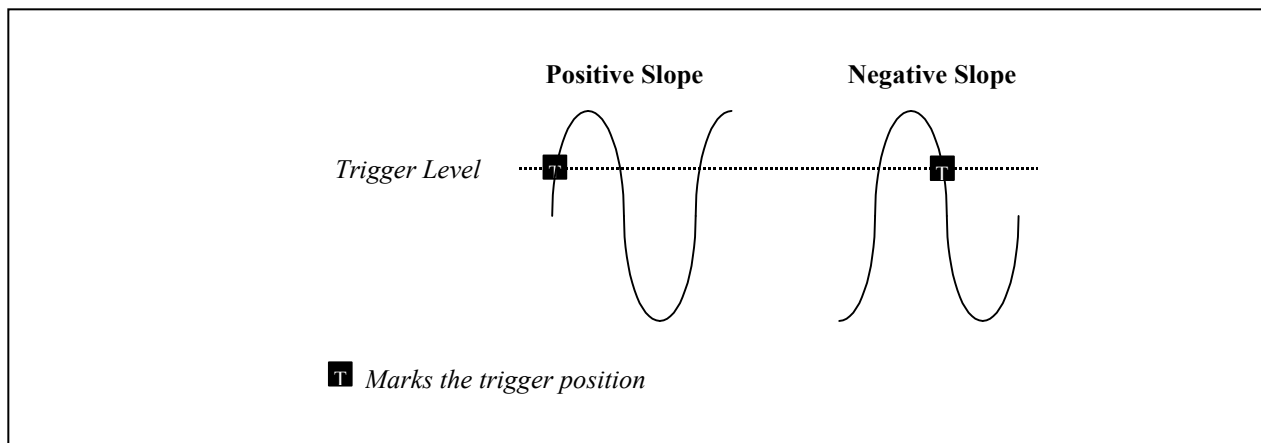 Positive Slope Negative Slope
Trigger Level T T
T Marks the trigger position